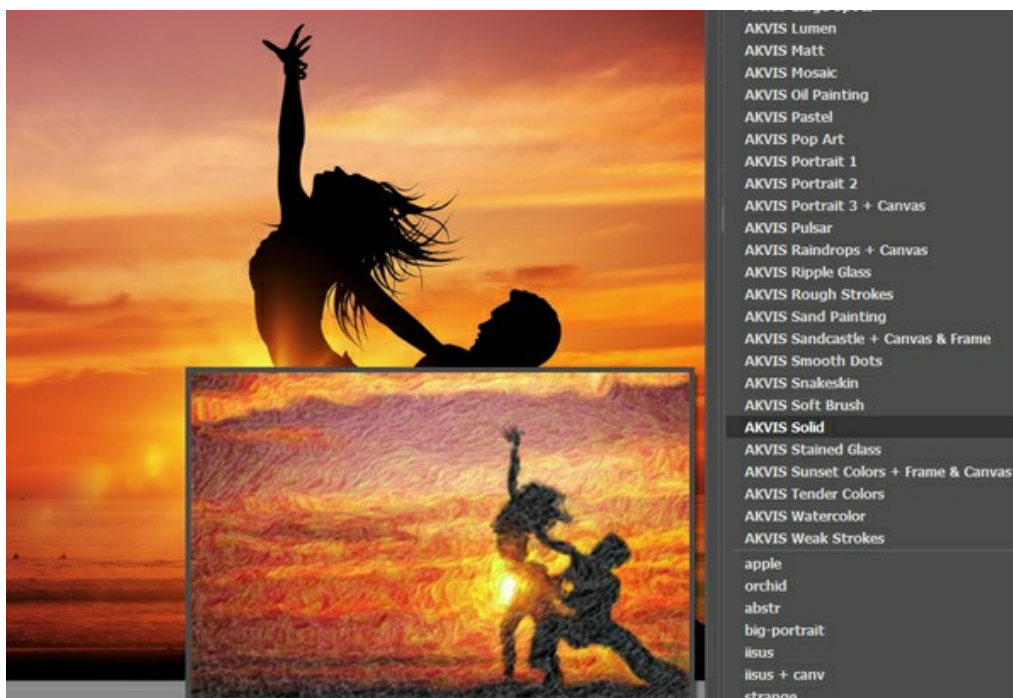 AKVIS Lumen
AKVIS Matt
AKVIS Mosaic
AKVIS Oil Painting
AKVIS Pastel
AKVIS Pop Art
AKVIS Portrait 1
AKVIS Portrait 2
AKVIS Portrait 3 + Canvas
AKVIS Pulsar
AKVIS Raindrops + Canvas
AKVIS Ripple Glass
AKVIS Rough Strokes
AKVIS Sand Painting
AKVIS Sandcastle + Canvas & Frame
AKVIS Smooth Dots
AKVIS Snakeskin
AKVIS Soft Brush
AKVIS Solid
AKVIS Stained Glass
AKVIS Sunset Colors + Frame & Canvas
AKVIS Tender Colors
AKVIS Watercolor
AKVIS Weak Strokes
apple
orchid
abstr
big-portrait
iisus
iisus + canv
strange